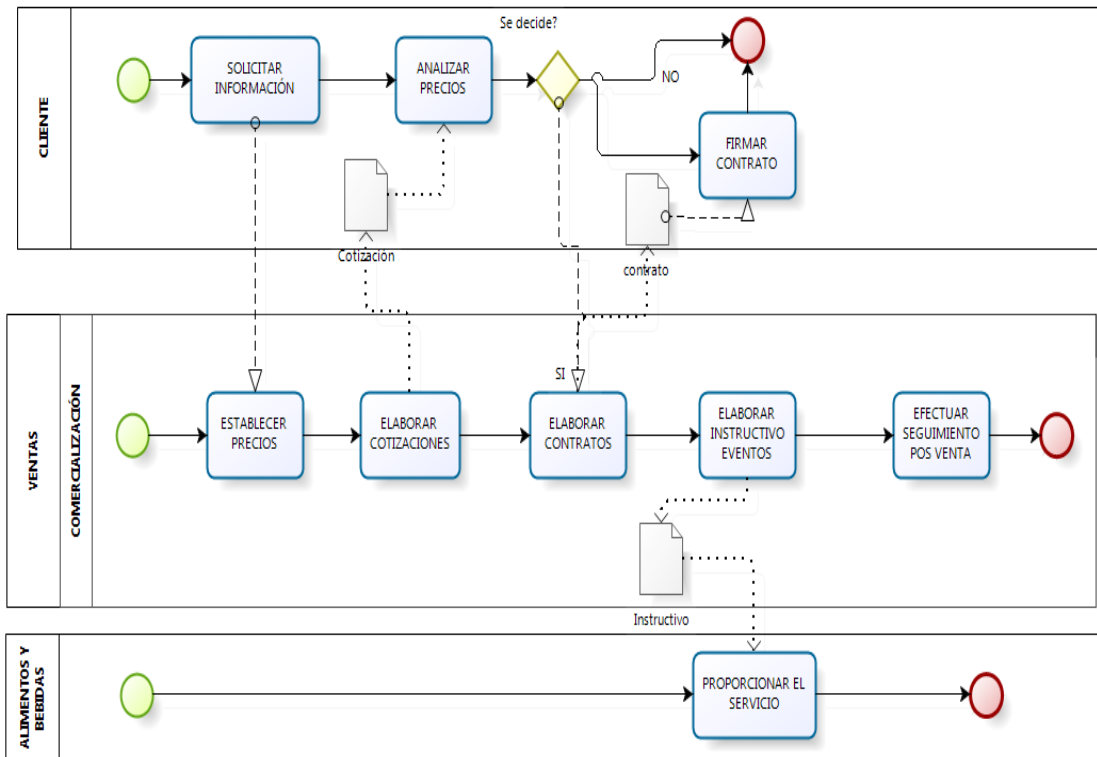 CLIENTE
Se decide?
SOLICITAR
INFORMACIÓN
ANALIZAR
PRECIOS
NO
FIRMAR
CONTRATO
Cotización
contrato
VENTAS
COMERCIALIZACIÓN
SI
ESTABLECER
PRECIOS
ELABORAR
COTIZACIONES
ELABORAR
CONTRATOS
ELABORAR
INSTRUCTIVO
EVENTOS
EFECTUAR
SEGUIMIENTO
POS VENTA
Instructivo
ALIMENTOS Y
BEBIDAS
PROPORCIONAR EL
SERVICIO